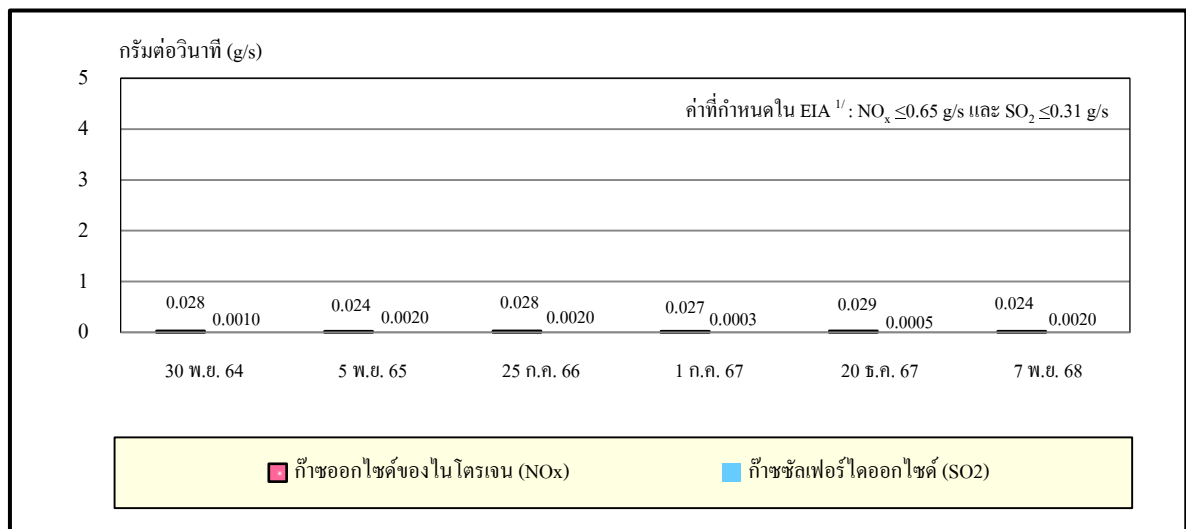 กรัมต่อวินาที (g/s)
5
ค่าที่กำหนดใน EIA 1/ : NOx ≤0.65 g/s และ SO2 ≤0.31 g/s
4
3
2
1
0.028 0.0010 0.024 0.0020 0.028 0.0020 0.027 0.0003 0.029 0.0005 0.024 0.0020
0
30 พ.ย. 64 5 พ.ย. 65 25 ก.ค. 66 1 ก.ค. 67 20 ธ.ค. 67 7 พ.ย. 68
ก๊าซออกไซด์ของไนโตรเจน (NOx) ก๊าซซัลเฟอร์ไดออกไซด์ (SO2)